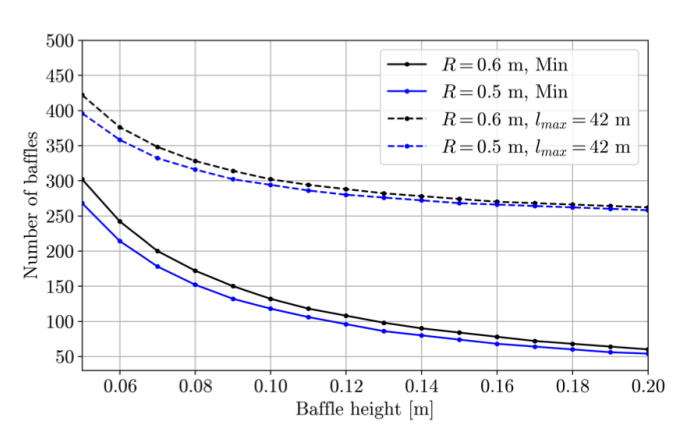 500
450
400
350
300
250
200
150
100
50
Number of baffles
R = 0.6 m, Min
R = 0.5 m, Min
R = 0.6 m, l_max = 42 m
R = 0.5 m, l_max = 42 m
0.06 0.08 0.10 0.12 0.14 0.16 0.18 0.20
Baffle height [m]